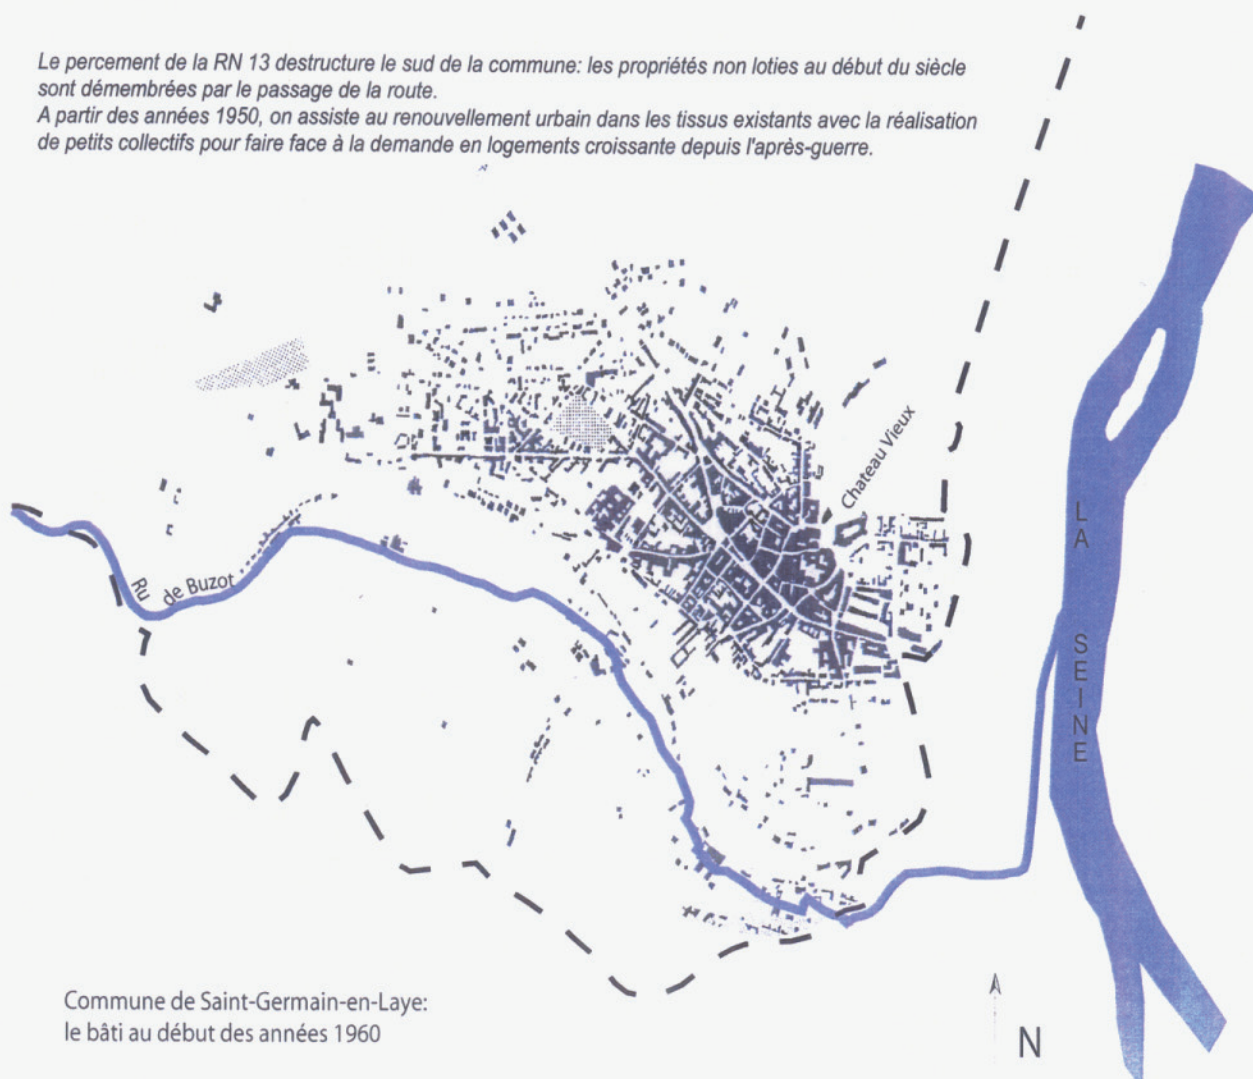 Le percement de la RN 13 destructure le sud de la commune: les propriétés non loties au début du siècle
sont démembrées par le passage de la route.
A partir des années 1950, on assiste au renouvellement urbain dans les tissus existants avec la réalisation
de petits collectifs pour faire face à la demande en logements croissante depuis l'après-guerre.
Chateau Vieux
LA SEINE
Ru de Buzot
Commune de Saint-Germain-en-Laye:
le bâti au début des années 1960
N